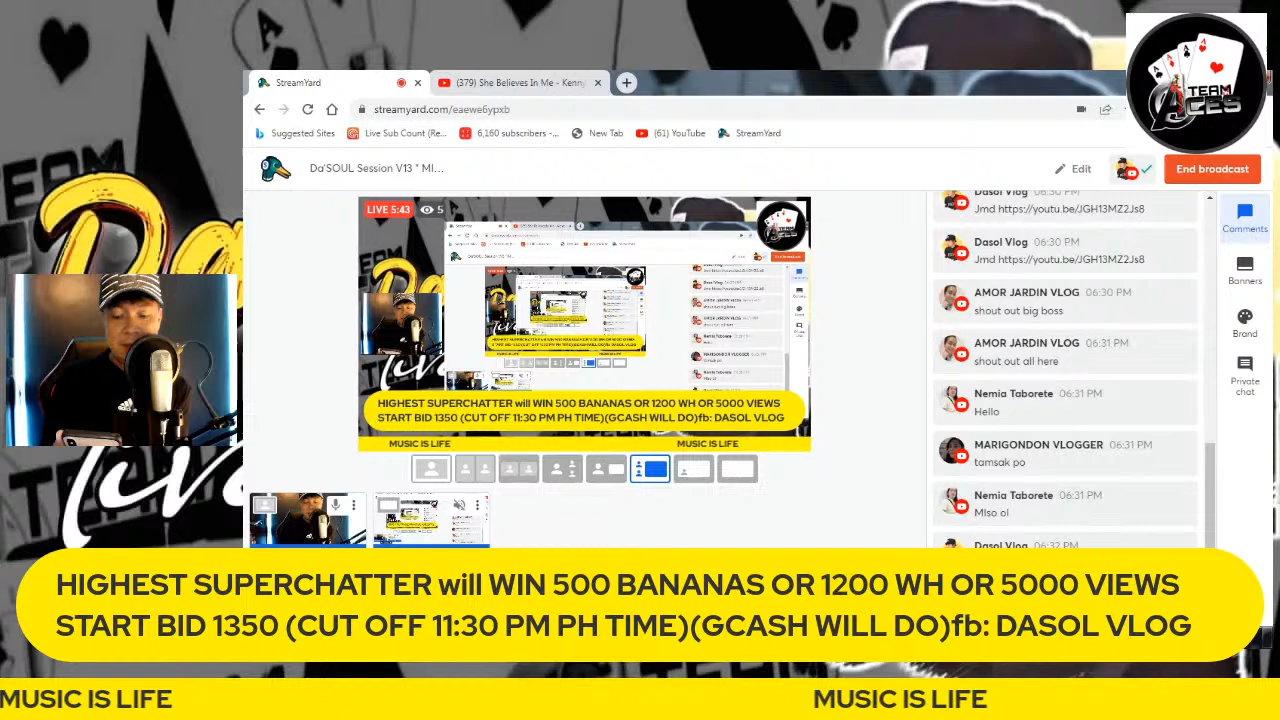 StreamYard
(379) She Believes In Me - Kenny
streamyard.com/eaewe6ypxb
Suggested Sites
Live Sub Count (Re...
6,160 subscribers -...
New Tab
(61) YouTube
StreamYard
TEAM
ACES
Da'SOUL Session V13 * MI...
Edit
End broadcast
LIVE 5:43
5
Dasol Vlog 06:30 PM
Jmd https://youtu.be/JGH13MZ2Js8
Dasol Vlog 06:30 PM
Jmd https://youtu.be/JGH13MZ2Js8
AMOR JARDIN VLOG 06:30 PM
shout out big boss
AMOR JARDIN VLOG 06:31 PM
shout out all here
Nemia Taborete 06:31 PM
Hello
MARIGONDON VLOGGER 06:31 PM
tamsak po
Nemia Taborete 06:31 PM
MIso ol
Dasol Vlog 06:32 PM
Comments
Banners
Brand
Private
chat
HIGHEST SUPERCHATTER will WIN 500 BANANAS OR 1200 WH OR 5000 VIEWS
START BID 1350 (CUT OFF 11:30 PM PH TIME)(GCASH WILL DO)fb: DASOL VLOG
MUSIC IS LIFE MUSIC IS LIFE
HIGHEST SUPERCHATTER will WIN 500 BANANAS OR 1200 WH OR 5000 VIEWS
START BID 1350 (CUT OFF 11:30 PM PH TIME)(GCASH WILL DO)fb: DASOL VLOG
MUSIC IS LIFE MUSIC IS LIFE